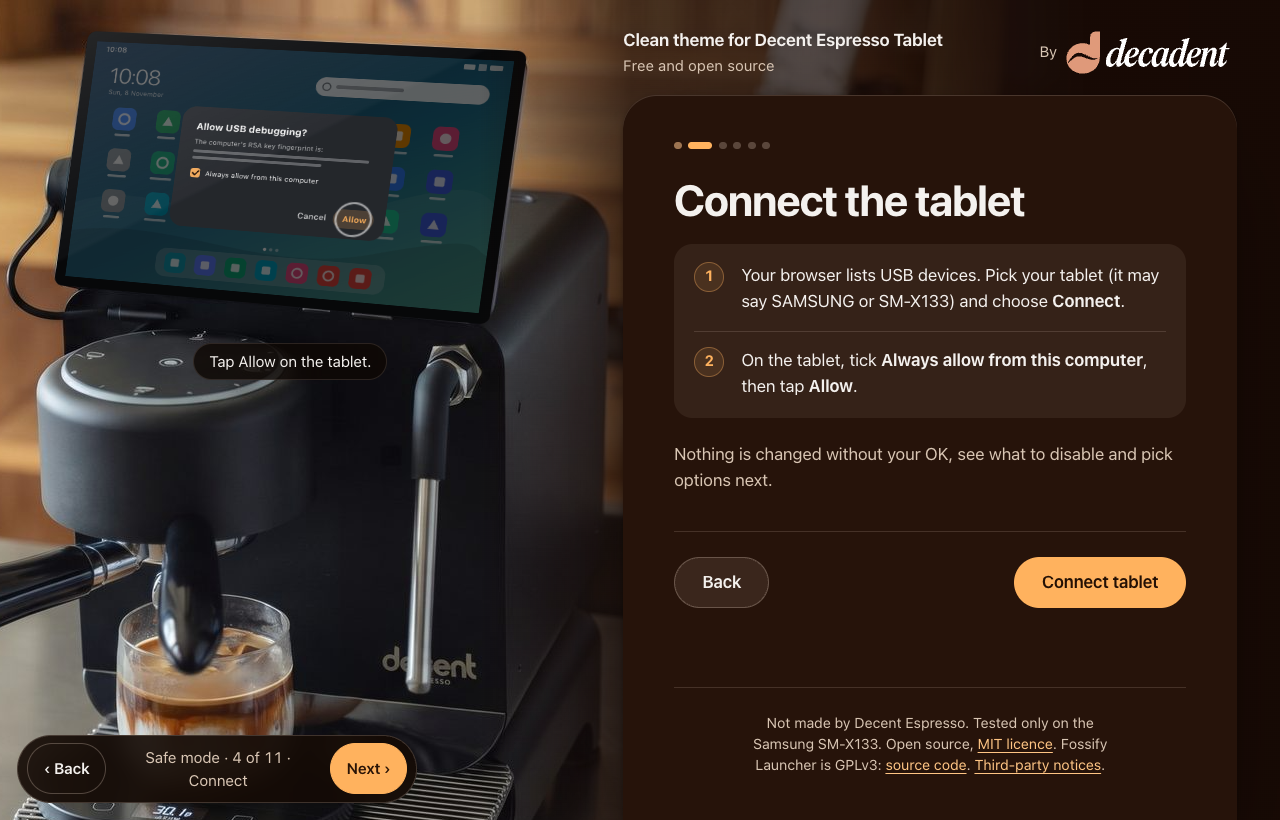 10:08
10:08
Sun, 9 November
Allow USB debugging?
The computer's RSA key fingerprint is:
Always allow from this computer
Cancel
Allow
Tap Allow on the tablet.
decent
‹ Back
Safe mode · 4 of 11 ·
Connect
Next ›
30.1
Clean theme for Decent Espresso Tablet
Free and open source
By decadent
Connect the tablet
1 Your browser lists USB devices. Pick your tablet (it may
say SAMSUNG or SM-X133) and choose Connect.
2 On the tablet, tick Always allow from this computer,
then tap Allow.
Nothing is changed without your OK, see what to disable and pick
options next.
Back
Connect tablet
Not made by Decent Espresso. Tested only on the
Samsung SM-X133. Open source, MIT licence. Fossify
Launcher is GPLv3: source code. Third-party notices.